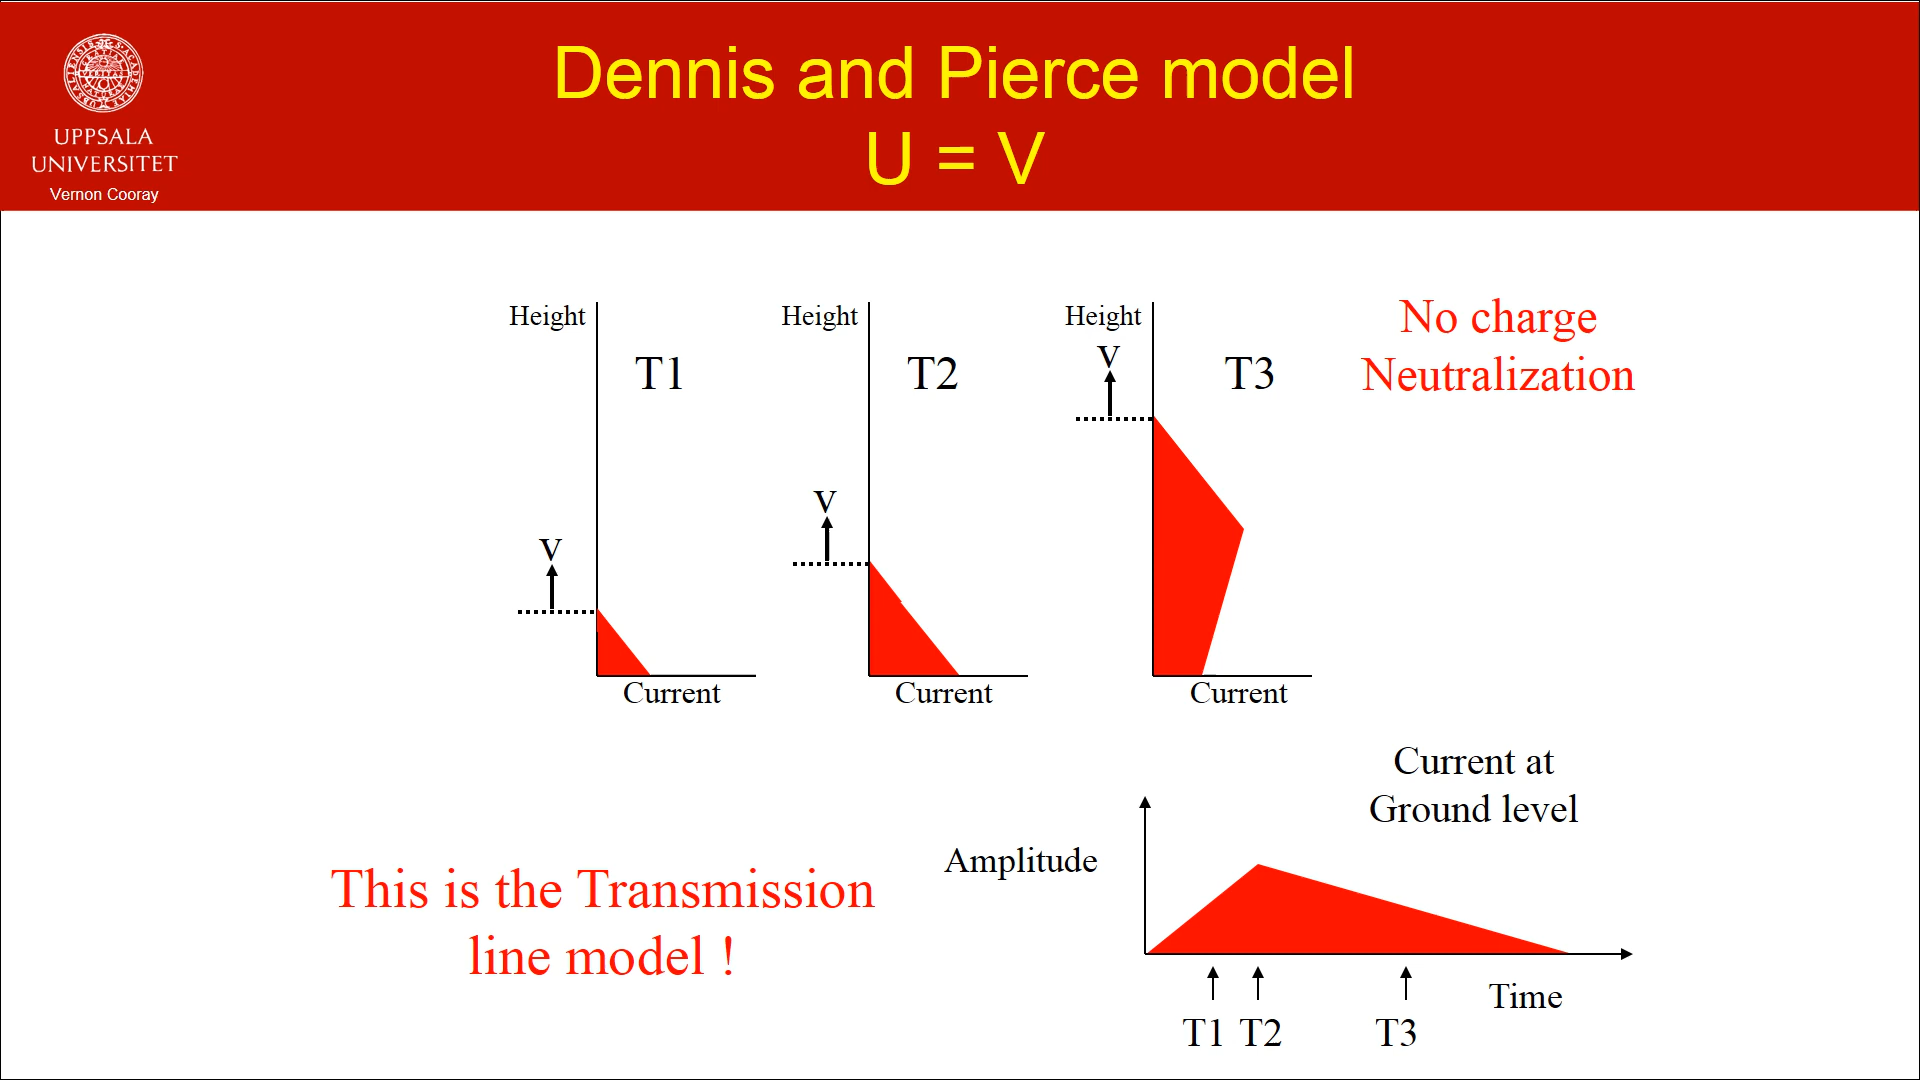 Dennis and Pierce model
U = V
UPPSALA
UNIVERSITET
Vernon Cooray
Height
T1
V
Current
Height
T2
V
Current
Height
T3
V
Current
No charge
Neutralization
This is the Transmission
line model !
Current at
Ground level
Amplitude
Time
T1 T2 T3